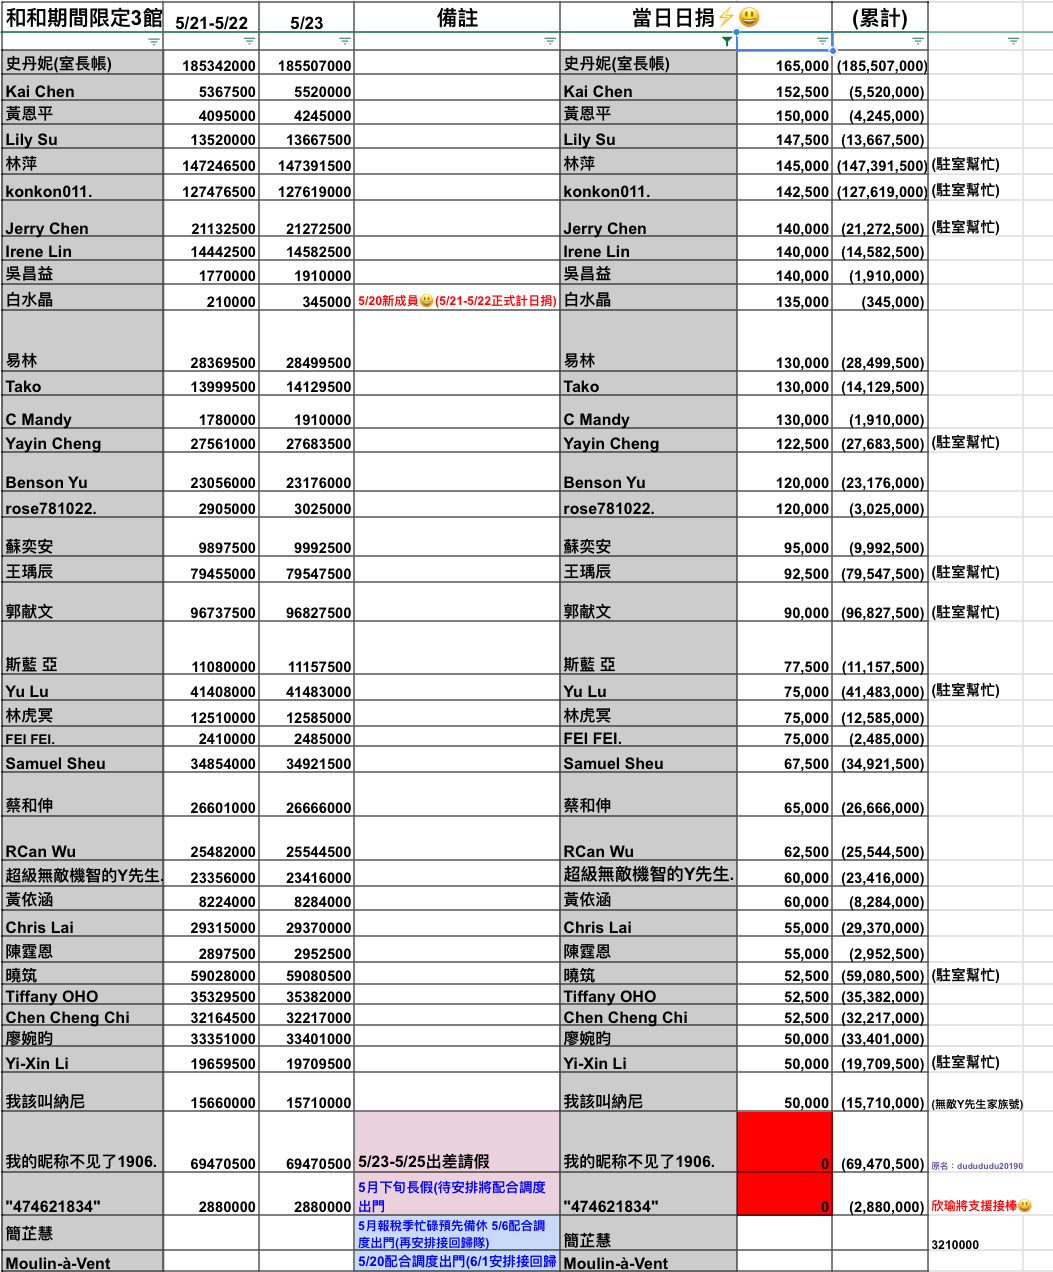 和和期間限定3館 5/21-5/22 5/23 備註 當日日捐⚡😃 (累計)
史丹妮(室長帳) 185342000 185507000 史丹妮(室長帳) 165,000 (185,507,000)
Kai Chen 5367500 5520000 Kai Chen 152,500 (5,520,000)
黃恩平 4095000 4245000 黃恩平 150,000 (4,245,000)
Lily Su 13520000 13667500 Lily Su 147,500 (13,667,500)
林萍 147246500 147391500 林萍 145,000 (147,391,500) (駐室幫忙)
konkon011. 127476500 127619000 konkon011. 142,500 (127,619,000) (駐室幫忙)
Jerry Chen 21132500 21272500 Jerry Chen 140,000 (21,272,500) (駐室幫忙)
Irene Lin 14442500 14582500 Irene Lin 140,000 (14,582,500)
吳昌益 1770000 1910000 吳昌益 140,000 (1,910,000)
白水晶 210000 345000 5/20新成員😃(5/21-5/22正式計日捐) 白水晶 135,000 (345,000)
易林 28369500 28499500 易林 130,000 (28,499,500)
Tako 13999500 14129500 Tako 130,000 (14,129,500)
C Mandy 1780000 1910000 C Mandy 130,000 (1,910,000)
Yayin Cheng 27561000 27683500 Yayin Cheng 122,500 (27,683,500) (駐室幫忙)
Benson Yu 23056000 23176000 Benson Yu 120,000 (23,176,000)
rose781022. 2905000 3025000 rose781022. 120,000 (3,025,000)
蘇奕安 9897500 9992500 蘇奕安 95,000 (9,992,500)
王瑀辰 79455000 79547500 王瑀辰 92,500 (79,547,500) (駐室幫忙)
郭献文 96737500 96827500 郭献文 90,000 (96,827,500) (駐室幫忙)
斯藍 亞 11080000 11157500 斯藍 亞 77,500 (11,157,500)
Yu Lu 41408000 41483000 Yu Lu 75,000 (41,483,000) (駐室幫忙)
林虎冥 12510000 12585000 林虎冥 75,000 (12,585,000)
FEI FEI. 2410000 2485000 FEI FEI. 75,000 (2,485,000)
Samuel Sheu 34854000 34921500 Samuel Sheu 67,500 (34,921,500)
蔡和伸 26601000 26666000 蔡和伸 65,000 (26,666,000)
RCan Wu 25482000 25544500 RCan Wu 62,500 (25,544,500)
超級無敵機智的Y先生. 23356000 23416000 超級無敵機智的Y先生. 60,000 (23,416,000)
黃依涵 8224000 8284000 黃依涵 60,000 (8,284,000)
Chris Lai 29315000 29370000 Chris Lai 55,000 (29,370,000)
陳霆恩 2897500 2952500 陳霆恩 55,000 (2,952,500)
曉筑 59028000 59080500 曉筑 52,500 (59,080,500) (駐室幫忙)
Tiffany OHO 35329500 35382000 Tiffany OHO 52,500 (35,382,000)
Chen Cheng Chi 32164500 32217000 Chen Cheng Chi 52,500 (32,217,000)
廖婉昀 33351000 33401000 廖婉昀 50,000 (33,401,000)
Yi-Xin Li 19659500 19709500 Yi-Xin Li 50,000 (19,709,500) (駐室幫忙)
我該叫納尼 15660000 15710000 我該叫納尼 50,000 (15,710,000) (無敵Y先生家族號)
我的昵称不见了1906. 69470500 69470500 5/23-5/25出差請假 我的昵称不见了1906. 0 (69,470,500) 原名：dudududu20190
"474621834" 2880000 2880000 5月下旬長假(待安排將配合調度
出門 "474621834" 0 (2,880,000) 欣瑜將支援接棒😃
簡芷慧 5月報稅季忙碌預先備休 5/6配合調
度出門(再安排接回歸隊) 簡芷慧 3210000
Moulin-à-Vent 5/20配合調度出門(6/1安排接回歸 Moulin-à-Vent